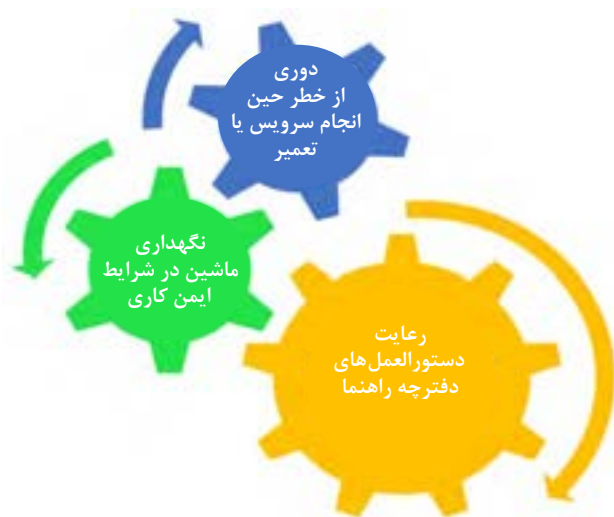 دوری
از خطر حین
انجام سرویس یا
تعمیر
نگهداری
ماشین در شرایط
ایمن کاری
رعایت
دستورالعمل‌های
دفترچه راهنما